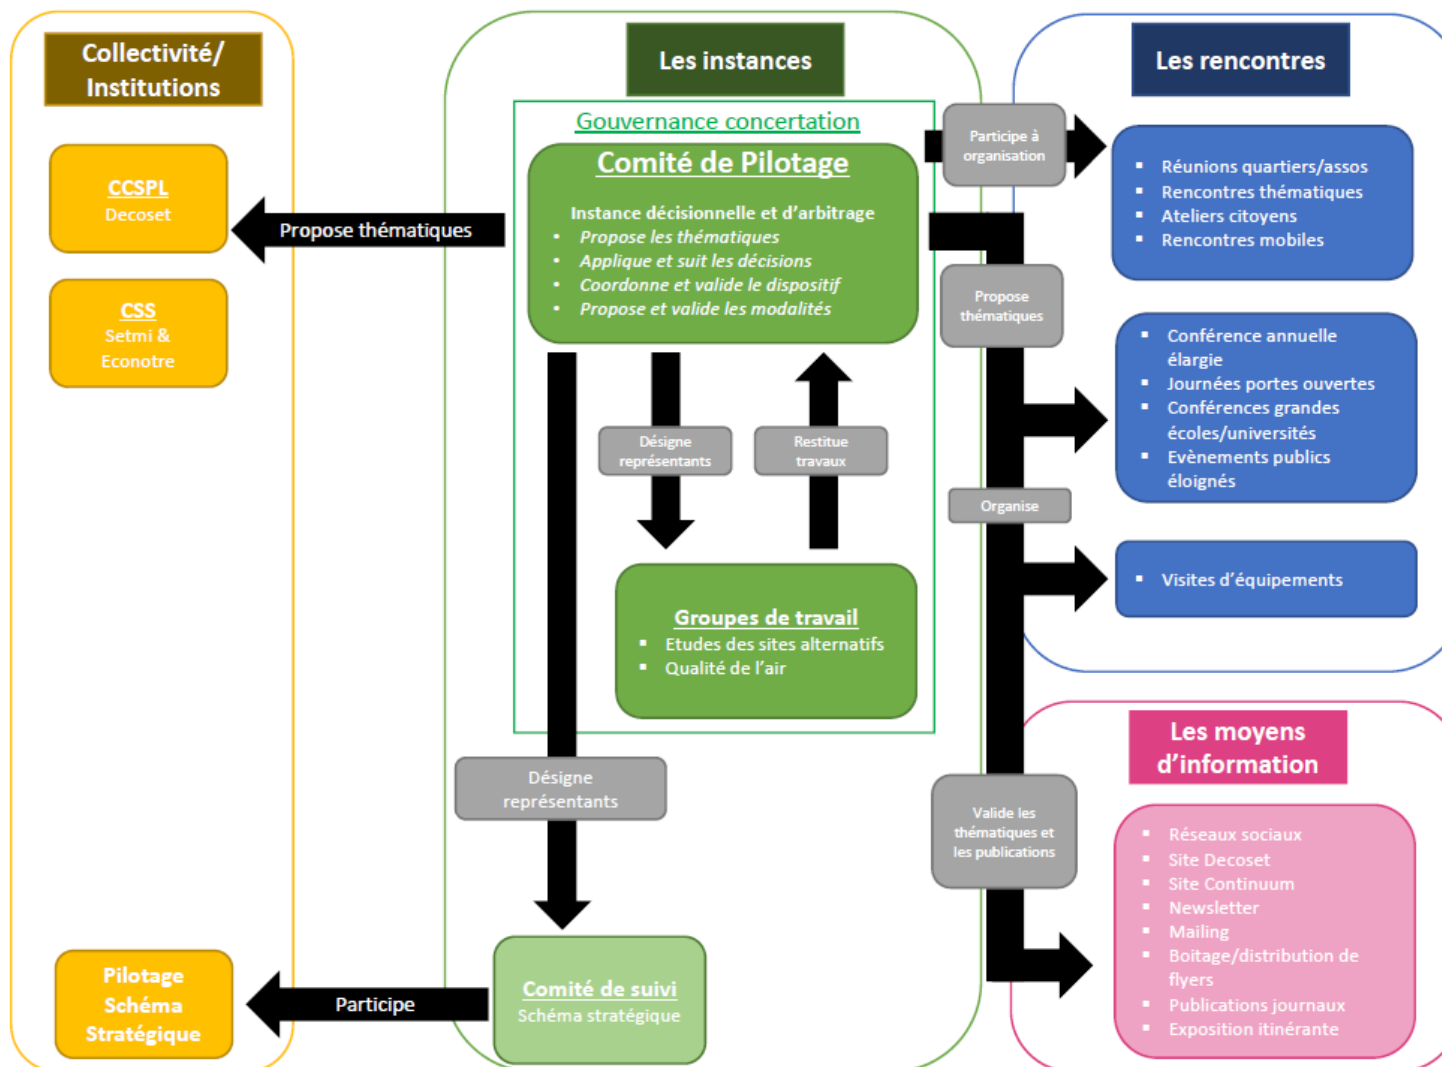 Collectivité/
Institutions
CCSPL
Decoset
CSS
Setmi &
Econotre
Propose thématiques
Pilotage
Schéma
Stratégique
Participe
Les instances
Gouvernance concertation
Comité de Pilotage
Instance décisionnelle et d'arbitrage
• Propose les thématiques
• Applique et suit les décisions
• Coordonne et valide le dispositif
• Propose et valide les modalités
Désigne
représentants
Restitue
travaux
Groupes de travail
▪ Etudes des sites alternatifs
▪ Qualité de l'air
Désigne
représentants
Comité de suivi
Schéma stratégique
Participe à
organisation
Propose
thématiques
Organise
Valide les
thématiques et
les publications
Les rencontres
▪ Réunions quartiers/assos
▪ Rencontres thématiques
▪ Ateliers citoyens
▪ Rencontres mobiles
▪ Conférence annuelle
élargie
▪ Journées portes ouvertes
▪ Conférences grandes
écoles/universités
▪ Evènements publics
éloignés
▪ Visites d'équipements
Les moyens
d'information
▪ Réseaux sociaux
▪ Site Decoset
▪ Site Continuum
▪ Newsletter
▪ Mailing
▪ Boitage/distribution de
flyers
▪ Publications journaux
▪ Exposition itinérante